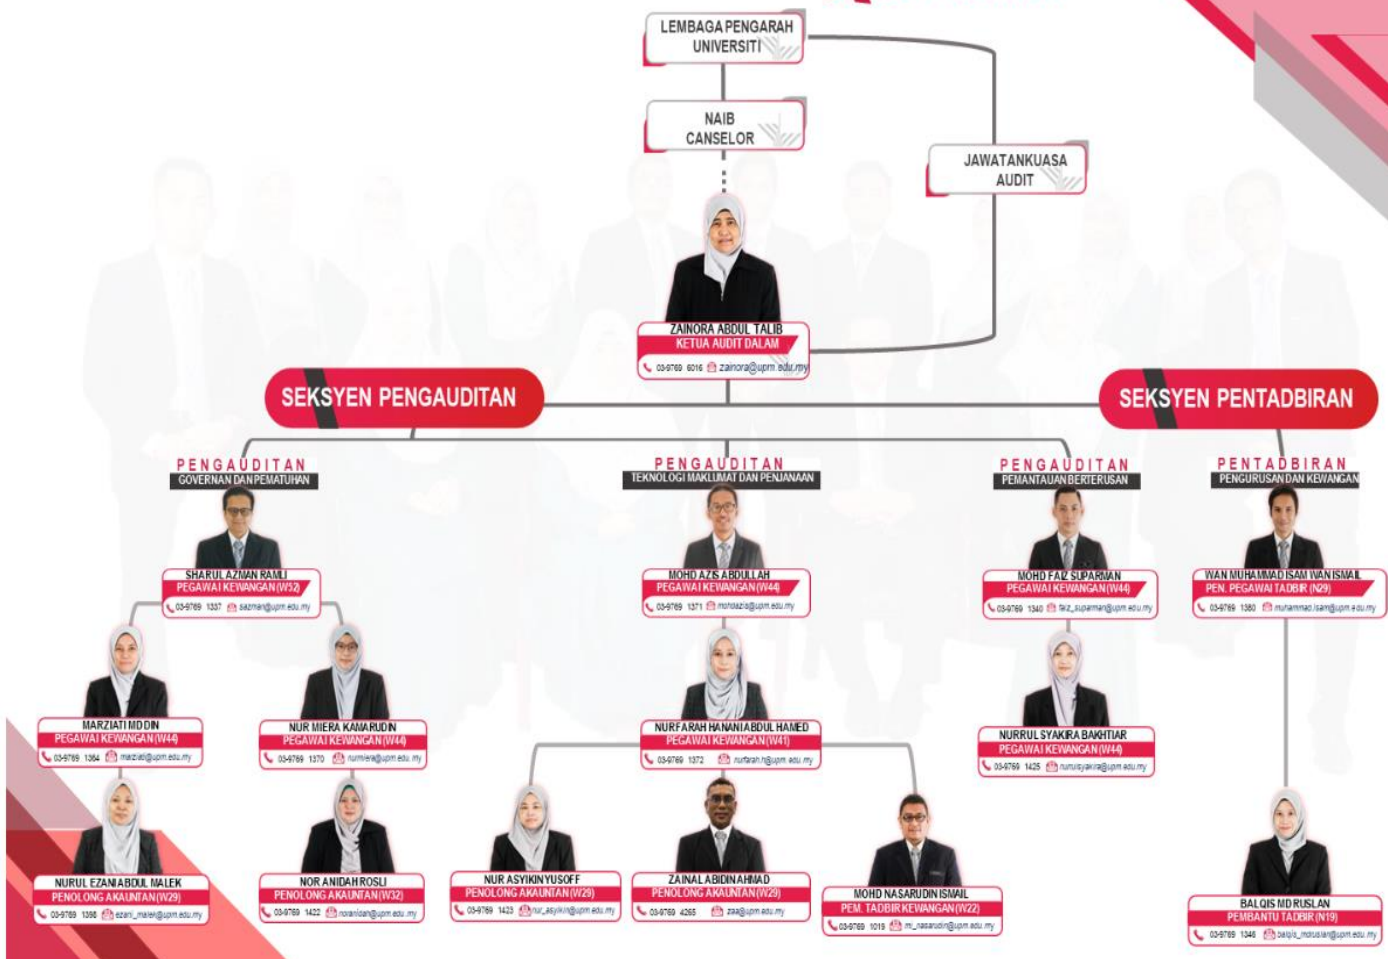 LEMBAGA PENGARAH
UNIVERSITI
NAIB
CANSELOR
JAWATANKUASA
AUDIT
ZAINORA ABDUL TALIB
KETUA AUDIT DALAM
03-9769 6016 zainora@upm.edu.my
SEKSYEN PENGAUDITAN
SEKSYEN PENTADBIRAN
PENGAUDITAN
GOVERNAN DAN PEMATUHAN
PENGAUDITAN
TEKNOLOGI MAKLUMAT DAN PENJANAAN
PENGAUDITAN
PEMANTAUAN BERTERUSAN
PENTADBIRAN
PENGURUSAN DAN KEWANGAN
SHARUL AZMAN RAMLI
PEGAWAI KEWANGAN (W52)
03-9769 1337 sazman@upm.edu.my
MOHD AZIS ABDULLAH
PEGAWAI KEWANGAN (W44)
03-9769 1371 mohdazis@upm.edu.my
MOHD FAIZ SUPARMAN
PEGAWAI KEWANGAN (W44)
03-9769 1340 faiz_suparman@upm.edu.my
WAN MUHAMMAD ISAM WAN ISMAIL
PEN. PEGAWAI TADBIR (N29)
03-9769 1380 muhammad.isam@upm.edu.my
MARZIATI MD DIN
PEGAWAI KEWANGAN (W44)
03-9769 1364 marziati@upm.edu.my
NUR MIERA KAMARUDIN
PEGAWAI KEWANGAN (W44)
03-9769 1370 nurmiera@upm.edu.my
NURFARAH HANANI ABDUL HAMED
PEGAWAI KEWANGAN (W41)
03-9769 1372 nurfarah.h@upm.edu.my
NURRUL SYAKIRA BAKHTIAR
PEGAWAI KEWANGAN (W44)
03-9769 1425 nurrulsyakira@upm.edu.my
NURUL EZANI ABDUL MALEK
PENOLONG AKAUNTAN (W29)
03-9769 1398 ezani_malek@upm.edu.my
NOR ANIDAH ROSLI
PENOLONG AKAUNTAN (W32)
03-9769 1422 noranidah@upm.edu.my
NUR ASYIKIN YUSOFF
PENOLONG AKAUNTAN (W29)
03-9769 1423 nur_asyikin@upm.edu.my
ZAINAL ABIDIN AHMAD
PENOLONG AKAUNTAN (W29)
03-9769 4265 zaa@upm.edu.my
MOHD NASARUDIN ISMAIL
PEM. TADBIR KEWANGAN (W22)
03-9769 1019 mi_nasarudin@upm.edu.my
BALQIS MD RUSLAN
PEMBANTU TADBIR (N19)
03-9769 1346 balqis_mdruslan@upm.edu.my